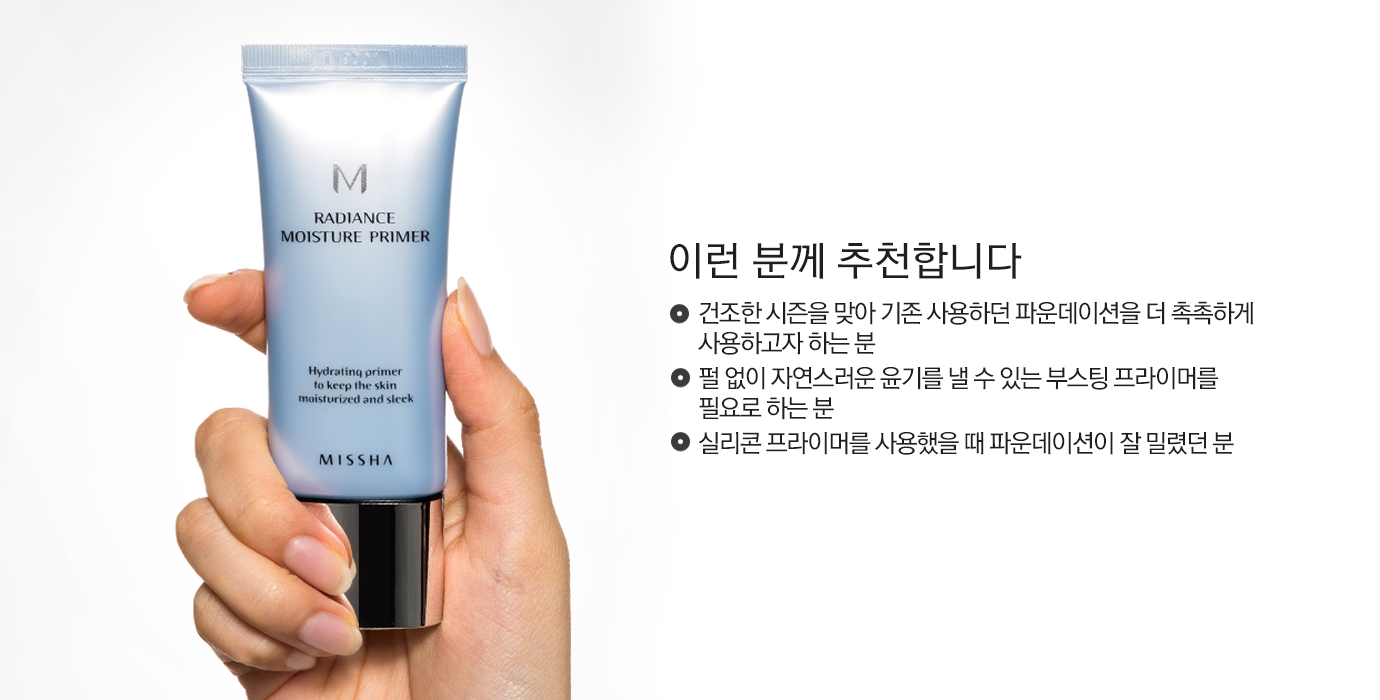 M
RADIANCE
MOISTURE PRIMER
Hydrating primer
to keep the skin
moisturized and sleek
MISSHA
이런 분께 추천합니다
건조한 시즌을 맞아 기존 사용하던 파운데이션을 더 촉촉하게
사용하고자 하는 분
펄 없이 자연스러운 윤기를 낼 수 있는 부스팅 프라이머를
필요로 하는 분
실리콘 프라이머를 사용했을 때 파운데이션이 잘 밀렸던 분